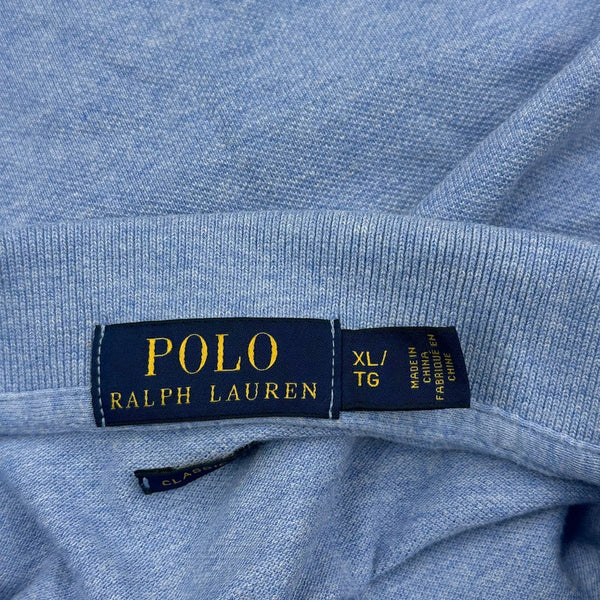 POLO
RALPH LAUREN
XL/
TG
MADE IN
CHINA
FABRIQUÉ EN
CHINE